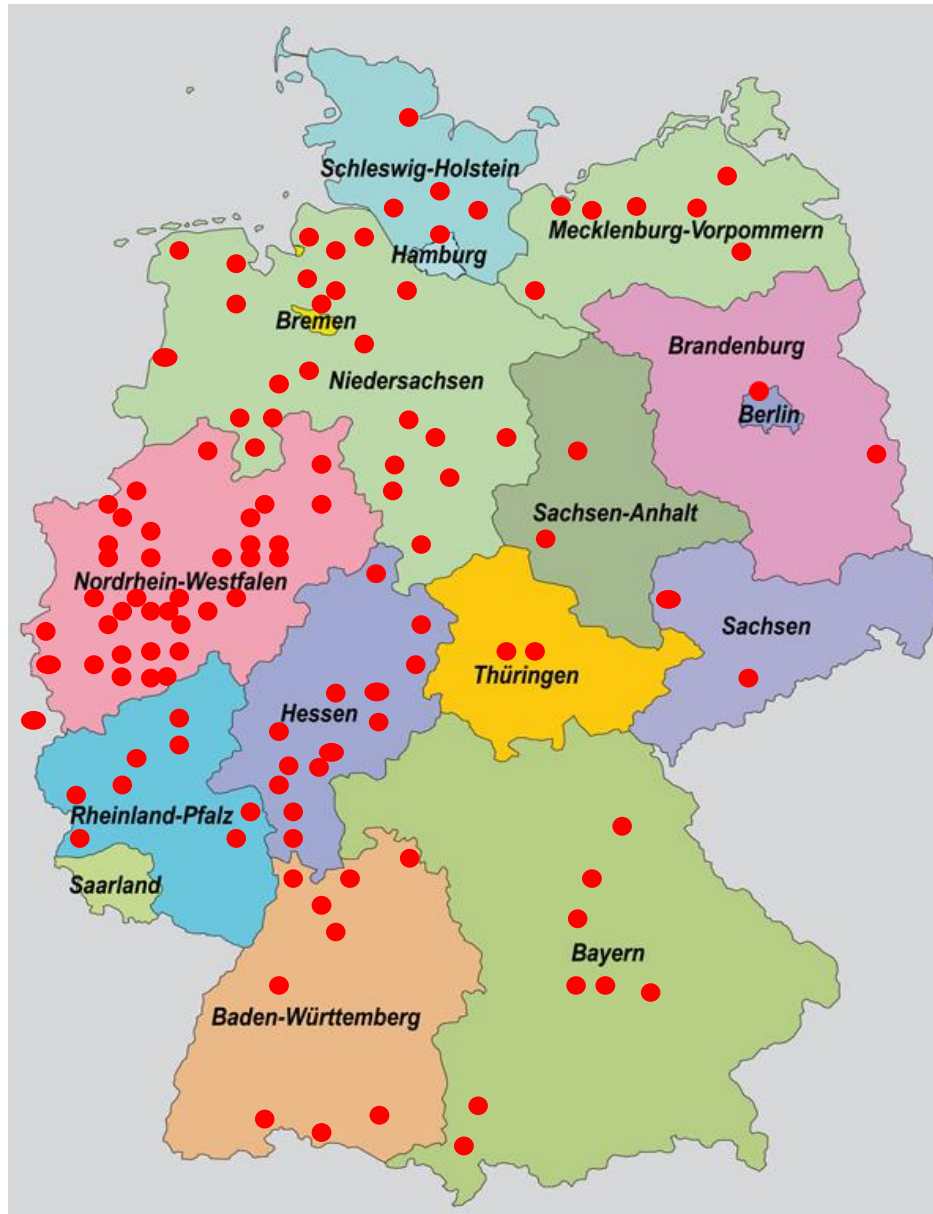 Schleswig-Holstein
Mecklenburg-Vorpommern
Hamburg
Bremen
Brandenburg
Niedersachsen
Berlin
Sachsen-Anhalt
Nordrhein-Westfalen
Sachsen
Thüringen
Hessen
Rheinland-Pfalz
Saarland
Bayern
Baden-Württemberg